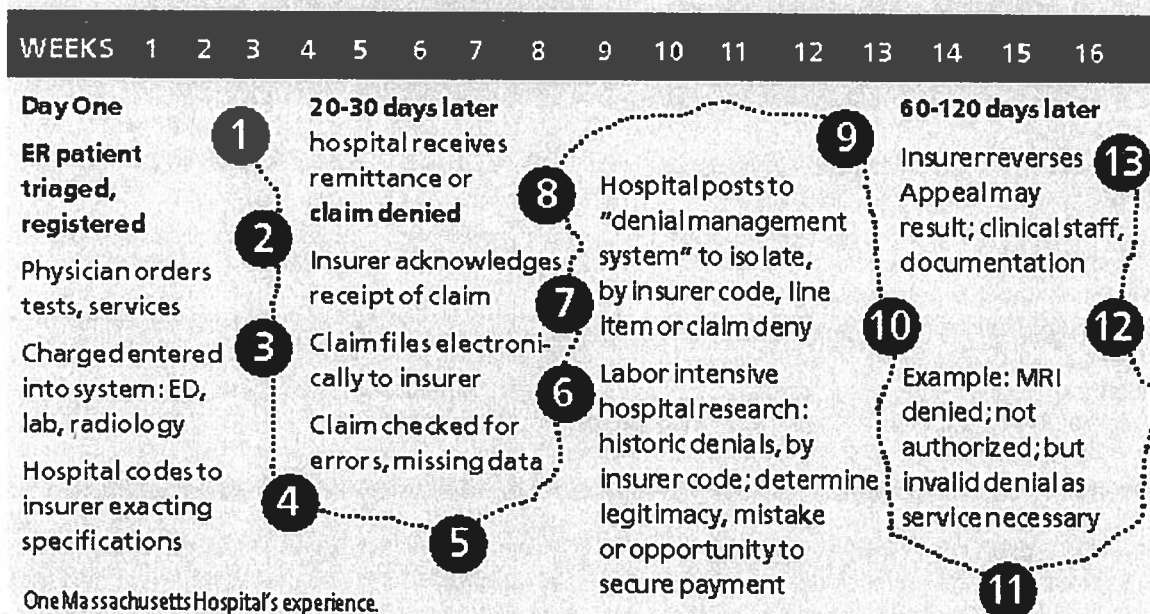 WEEKS 1 2 3 4 5 6 7 8 9 10 11 12 13 14 15 16
Day One
ER patient
triaged,
registered
Physician orders
tests, services
Charged entered
into system: ED,
lab, radiology
Hospital codes to
insurer exacting
specifications
1
2
3
4
20-30 days later
hospital receives
remittance or
claim denied
Insurer acknowledges
receipt of claim
Claim files electroni-
cally to insurer
Claim checked for
errors, missing data
5
6
7
8
Hospital posts to
"denial management
system" to isolate,
by insurer code, line
item or claim deny
Labor intensive
hospital research:
historic denials, by
insurer code; determine
legitimacy, mistake
or opportunity to
secure payment
9
10
11
60-120 days later
Insurer reverses
Appeal may
result; clinical staff,
documentation
Example: MRI
denied; not
authorized; but
invalid denial as
service necessary
12
13
One Massachusetts Hospital's experience.